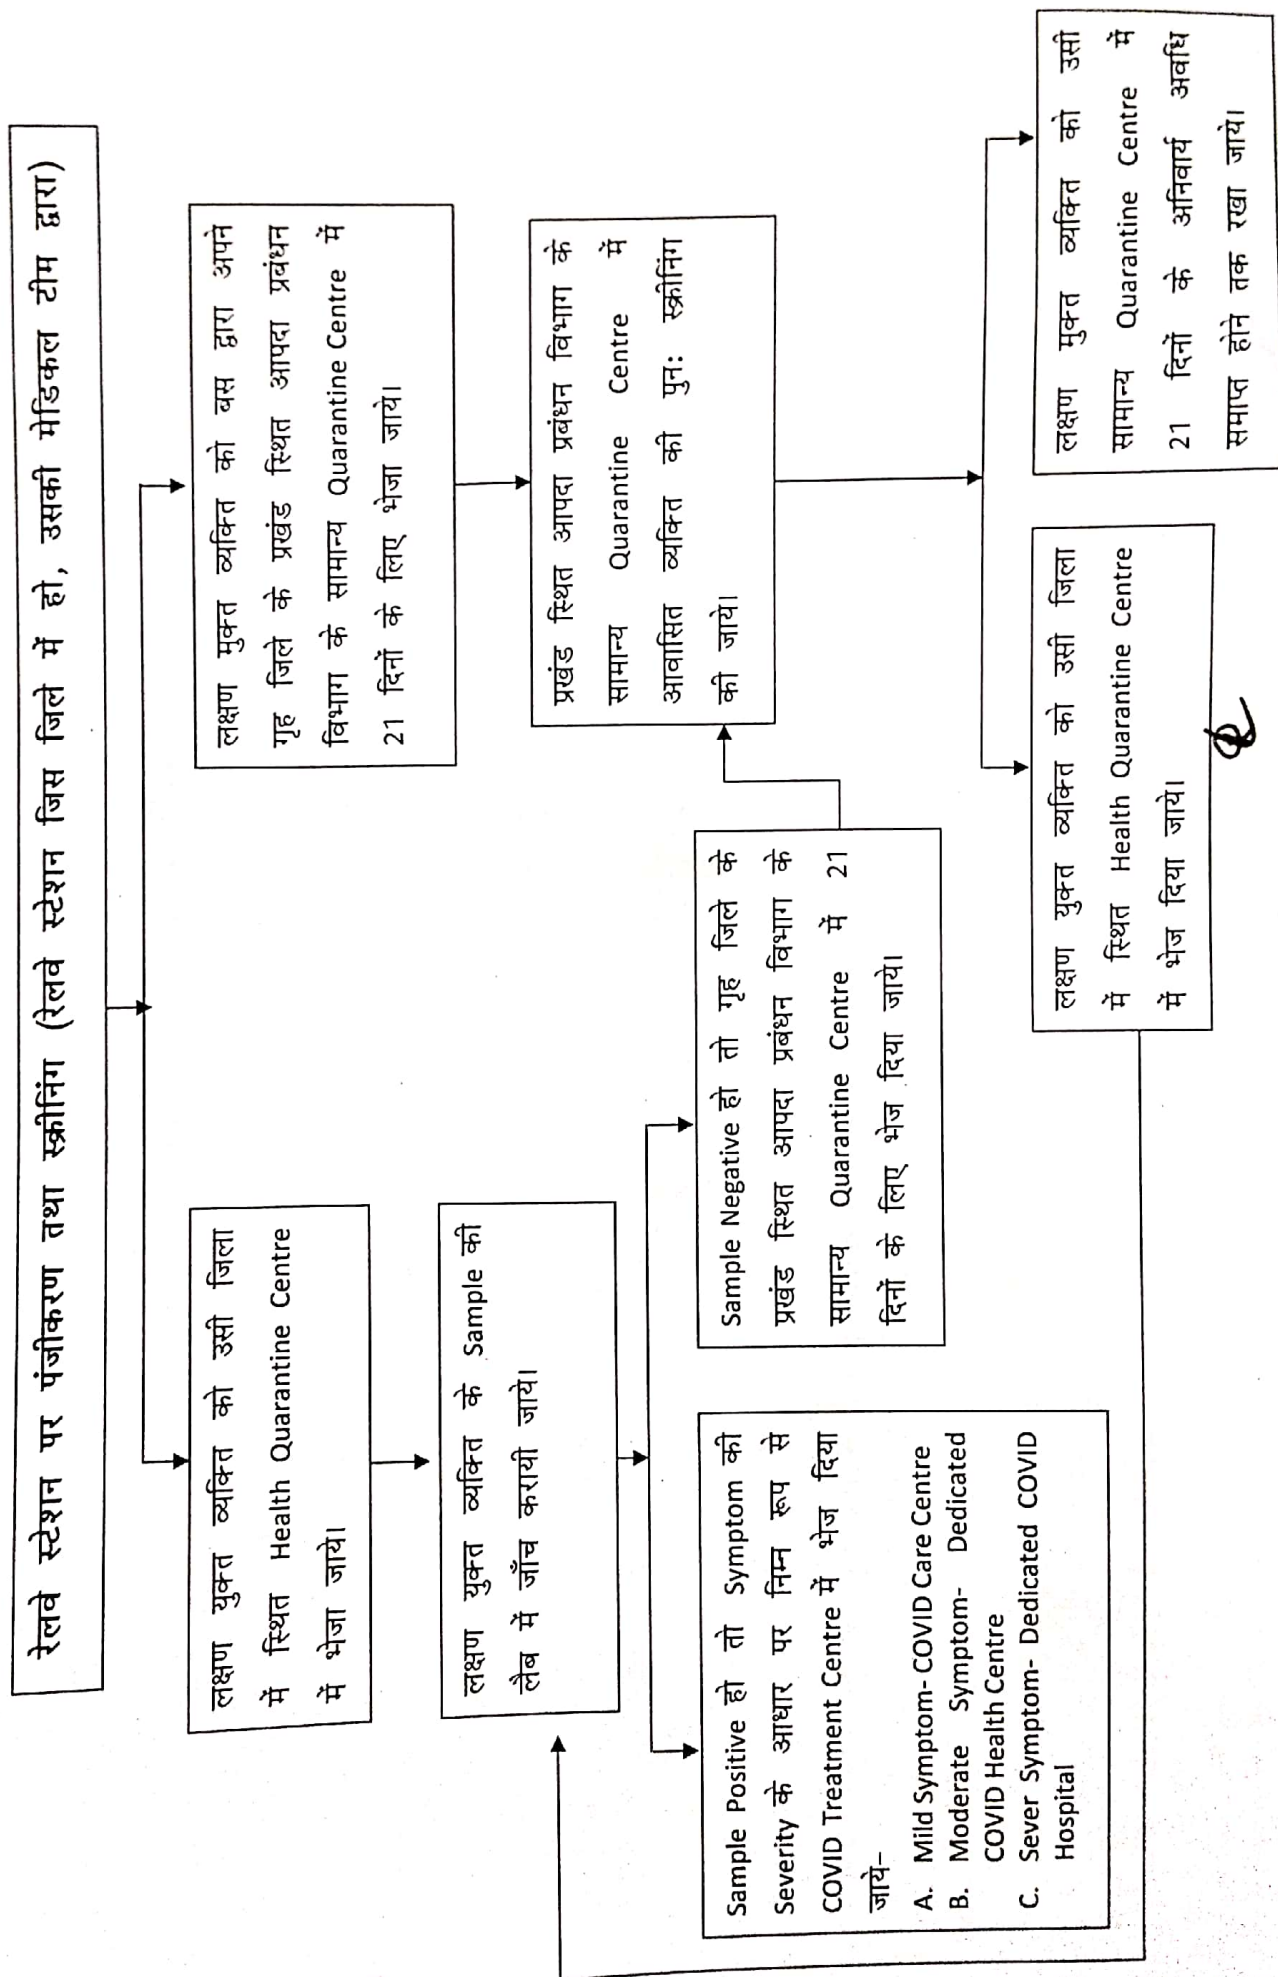 रेलवे स्टेशन पर पंजीकरण तथा स्क्रीनिंग (रेलवे स्टेशन जिस जिले में हो, उसकी मेडिकल टीम द्वारा)
लक्षण युक्त व्यक्ति को उसी जिला
में स्थित Health Quarantine Centre
में भेजा जाये।
लक्षण मुक्त व्यक्ति को बस द्वारा अपने
गृह जिले के प्रखंड स्थित आपदा प्रबंधन
विभाग के सामान्य Quarantine Centre में
21 दिनों के लिए भेजा जाये।
लक्षण युक्त व्यक्ति के Sample की
लैब में जाँच करायी जाये।
प्रखंड स्थित आपदा प्रबंधन विभाग के
सामान्य Quarantine Centre में
आवासित व्यक्ति की पुन: स्क्रीनिंग
की जाये।
Sample Positive हो तो Symptom की
Severity के आधार पर निम्न रूप से
COVID Treatment Centre में भेज दिया
जाये–
A. Mild Symptom- COVID Care Centre
B. Moderate Symptom- Dedicated
COVID Health Centre
C. Sever Symptom- Dedicated COVID
Hospital
Sample Negative हो तो गृह जिले के
प्रखंड स्थित आपदा प्रबंधन विभाग के
सामान्य Quarantine Centre में 21
दिनों के लिए भेज दिया जाये।
लक्षण युक्त व्यक्ति को उसी जिला
में स्थित Health Quarantine Centre
में भेज दिया जाये।
लक्षण मुक्त व्यक्ति को उसी
सामान्य Quarantine Centre में
21 दिनों के अनिवार्य अवधि
समाप्त होने तक रखा जाये।